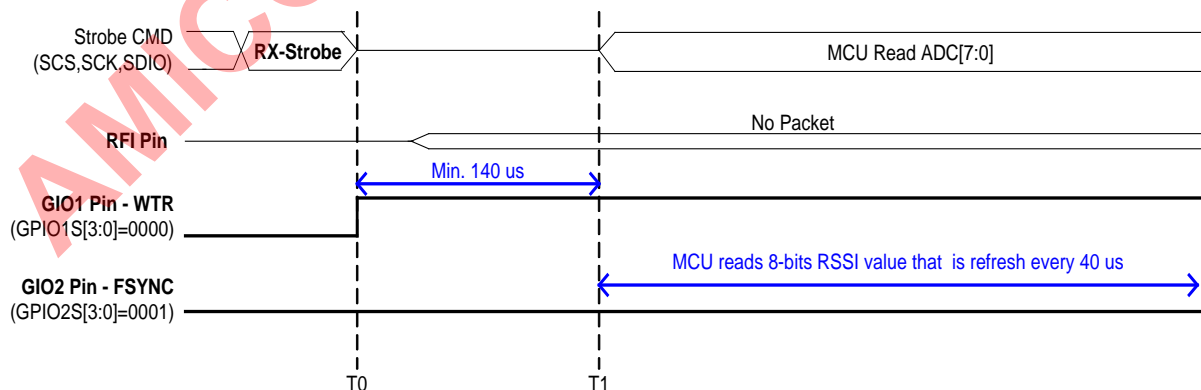 Strobe CMD
(SCS,SCK,SDIO)
RX-Strobe
MCU Read ADC[7:0]
RFI Pin
No Packet
Min. 140 us
GIO1 Pin - WTR
(GPIO1S[3:0]=0000)
MCU reads 8-bits RSSI value that is refresh every 40 us
GIO2 Pin - FSYNC
(GPIO2S[3:0]=0001)
T0
T1
AMIC